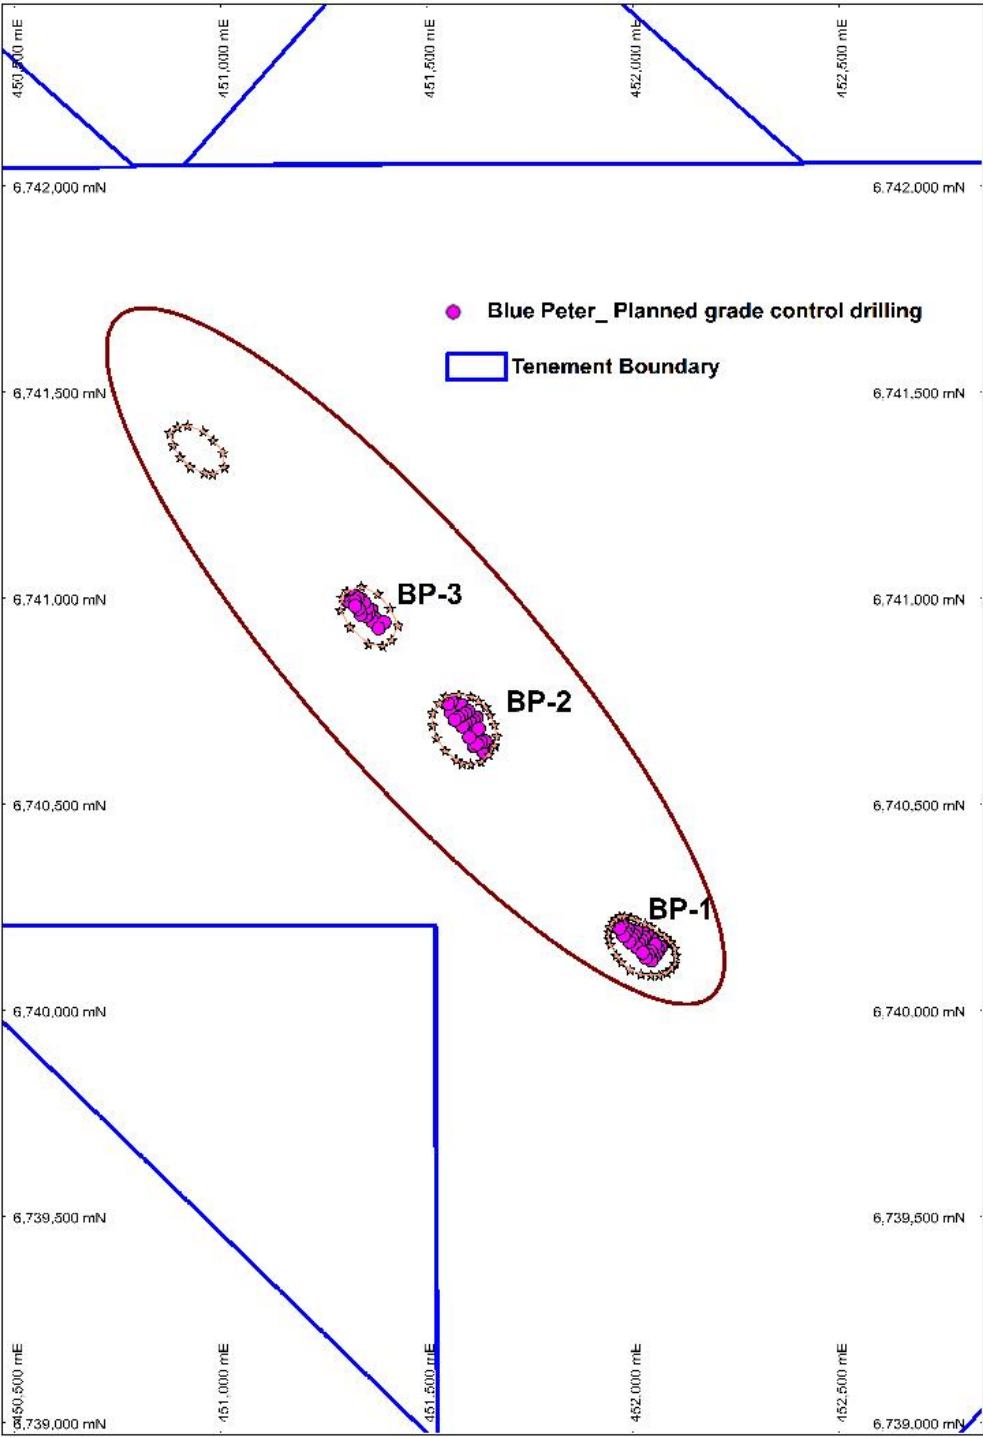 450,500 mE
451,000 mE
451,500 mE
452,000 mE
452,500 mE
6,742,000 mN
6,742,000 mN
Blue Peter_ Planned grade control drilling
Tenement Boundary
6,741,500 mN
6,741,500 mN
BP-3
6,741,000 mN
6,741,000 mN
BP-2
6,740,500 mN
6,740,500 mN
BP-1
6,740,000 mN
6,740,000 mN
6,739,500 mN
6,739,500 mN
450,500 mE
451,000 mE
451,500 mE
452,000 mE
452,500 mE
6,739,000 mN
6,739,000 mN